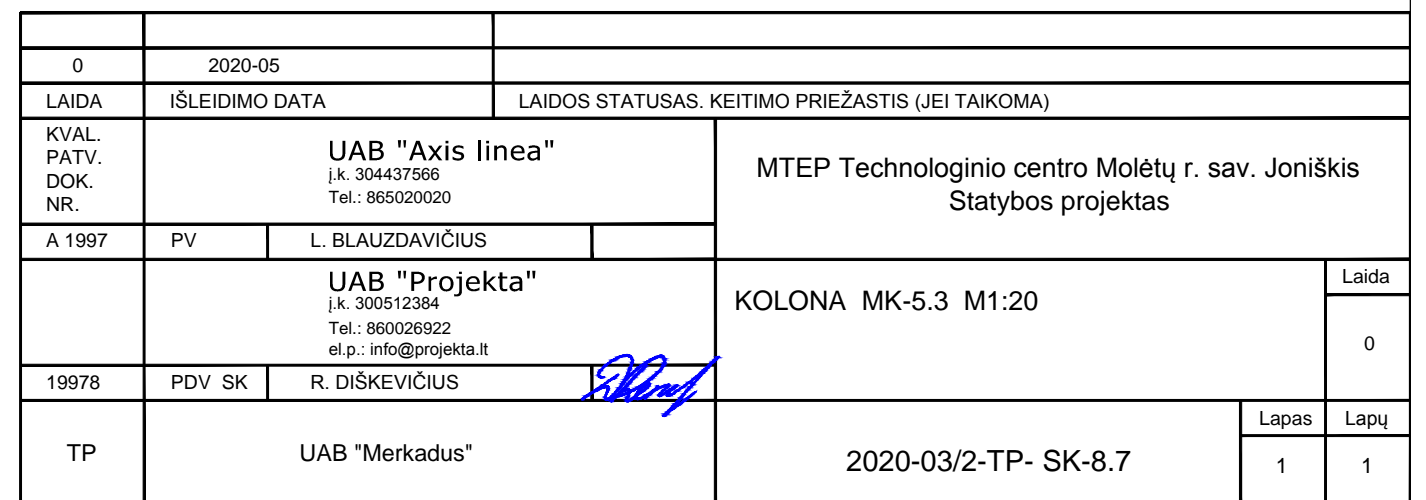 0 2020-05
LAIDA IŠLEIDIMO DATA LAIDOS STATUSAS. KEITIMO PRIEŽASTIS (JEI TAIKOMA)
KVAL.
PATV.
DOK.
NR.
UAB "Axis linea"
į.k. 304437566
Tel.: 865020020
MTEP Technologinio centro Molėtų r. sav. Joniškis
Statybos projektas
A 1997 PV L. BLAUZDAVIČIUS
UAB "Projekta"
į.k. 300512384
Tel.: 860026922
el.p.: info@projekta.lt
KOLONA MK-5.3 M1:20
Laida
0
19978 PDV SK R. DIŠKEVIČIUS
TP
UAB "Merkadus"
2020-03/2-TP- SK-8.7
Lapas Lapų
1 1